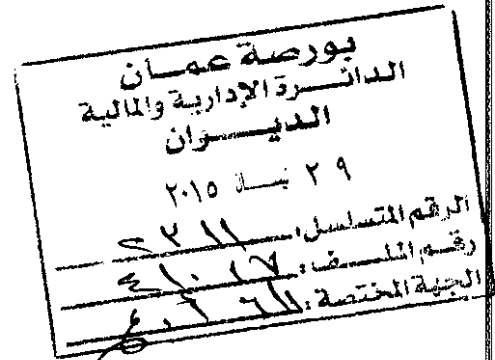 بورصة عمان
الدائرة الإدارية والمالية
الديوان
٢٩ نيسان ٢٠١٥
الرقم المتسلسل:
رقم الملف:
الجهة المختصة: